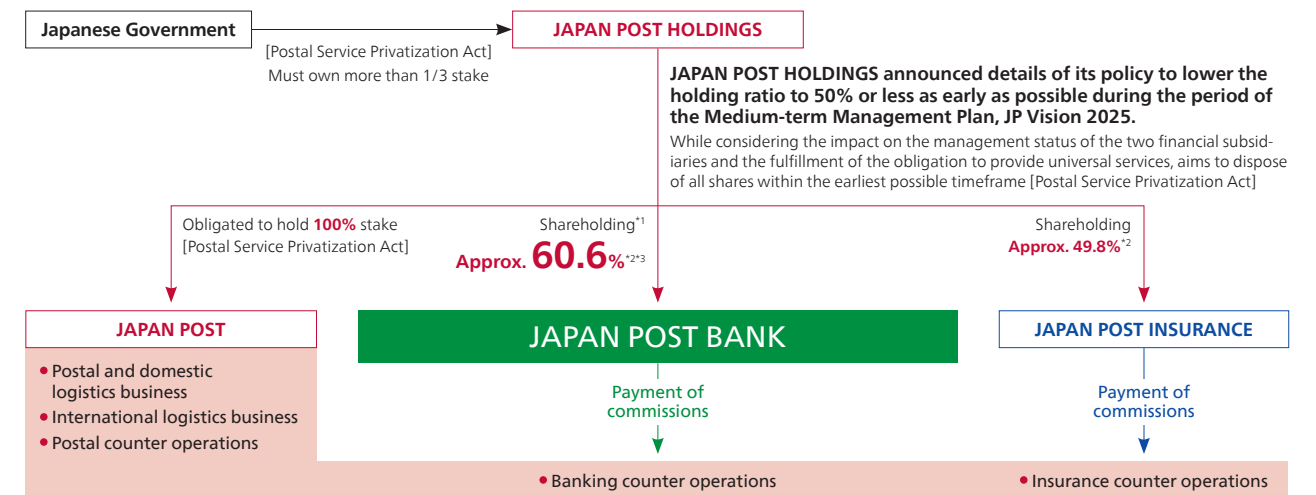 Japanese Government
[Postal Service Privatization Act]
Must own more than 1/3 stake
JAPAN POST HOLDINGS
JAPAN POST HOLDINGS announced details of its policy to lower the
holding ratio to 50% or less as early as possible during the period of
the Medium-term Management Plan, JP Vision 2025.
While considering the impact on the management status of the two financial subsid-
iaries and the fulfillment of the obligation to provide universal services, aims to dispose
of all shares within the earliest possible timeframe [Postal Service Privatization Act]
Obligated to hold 100% stake
[Postal Service Privatization Act]
Shareholding*1
Approx. 60.6%*2*3
Shareholding
Approx. 49.8%*2
JAPAN POST
• Postal and domestic
logistics business
• International logistics business
• Postal counter operations
JAPAN POST BANK
Payment of
commissions
• Banking counter operations
JAPAN POST INSURANCE
Payment of
commissions
• Insurance counter operations